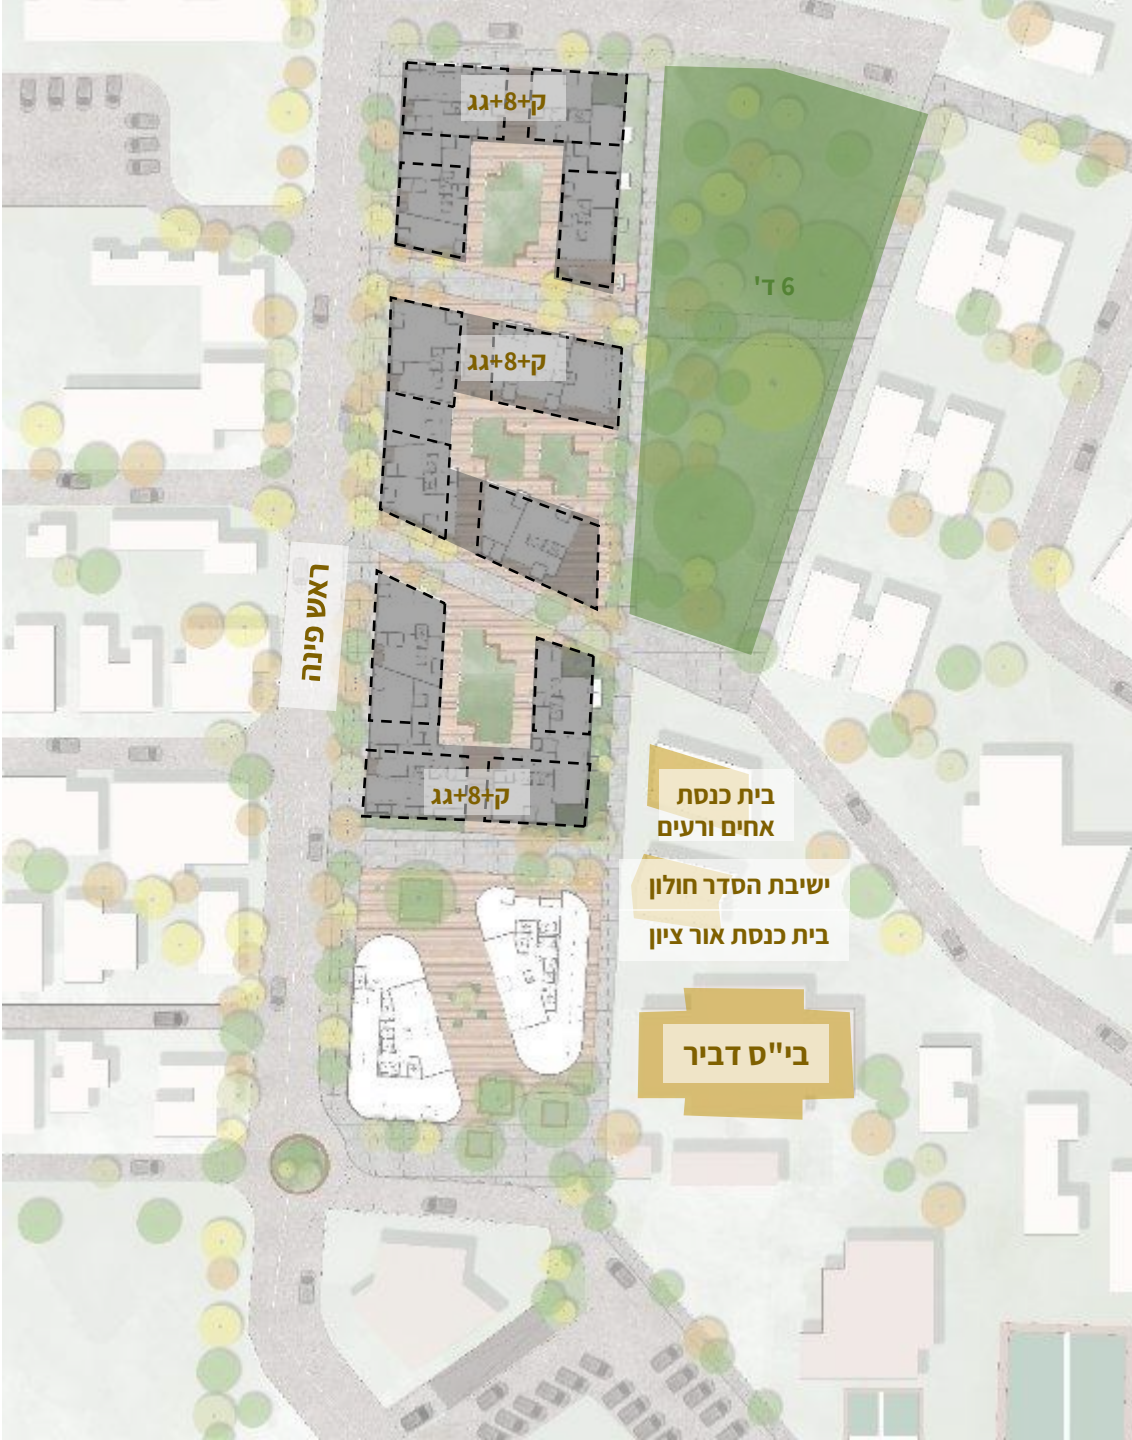 ק+8+גג
6 ד'
ק+8+גג
ראש פינה
ק+8+גג
בית כנסת
אחים ורעים
ישיבת הסדר חולון
בית כנסת אור ציון
בי"ס דביר